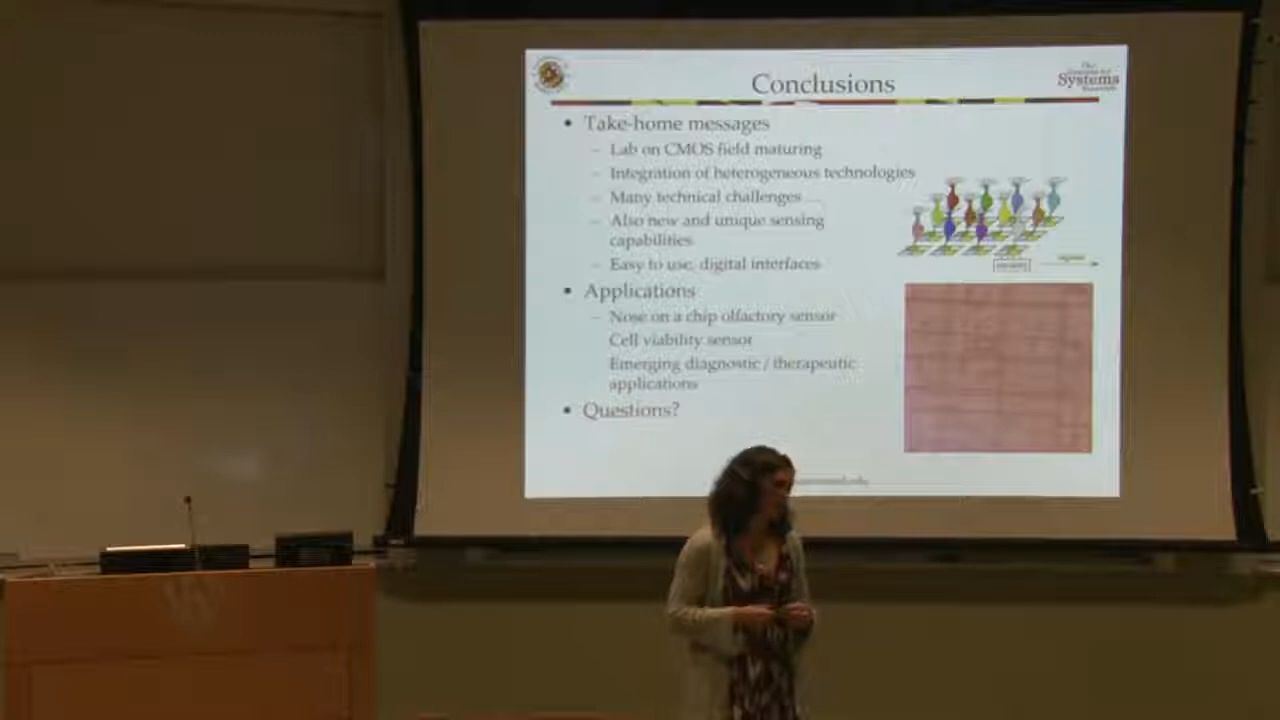 Conclusions
The
Systems
• Take-home messages
– Lab on CMOS field maturing
– Integration of heterogeneous technologies
– Many technical challenges
– Also new and unique sensing
capabilities
– Easy to use, digital interfaces
• Applications
– Nose on a chip olfactory sensor
Cell viability sensor
Emerging diagnostic / therapeutic
applications
• Questions?
W